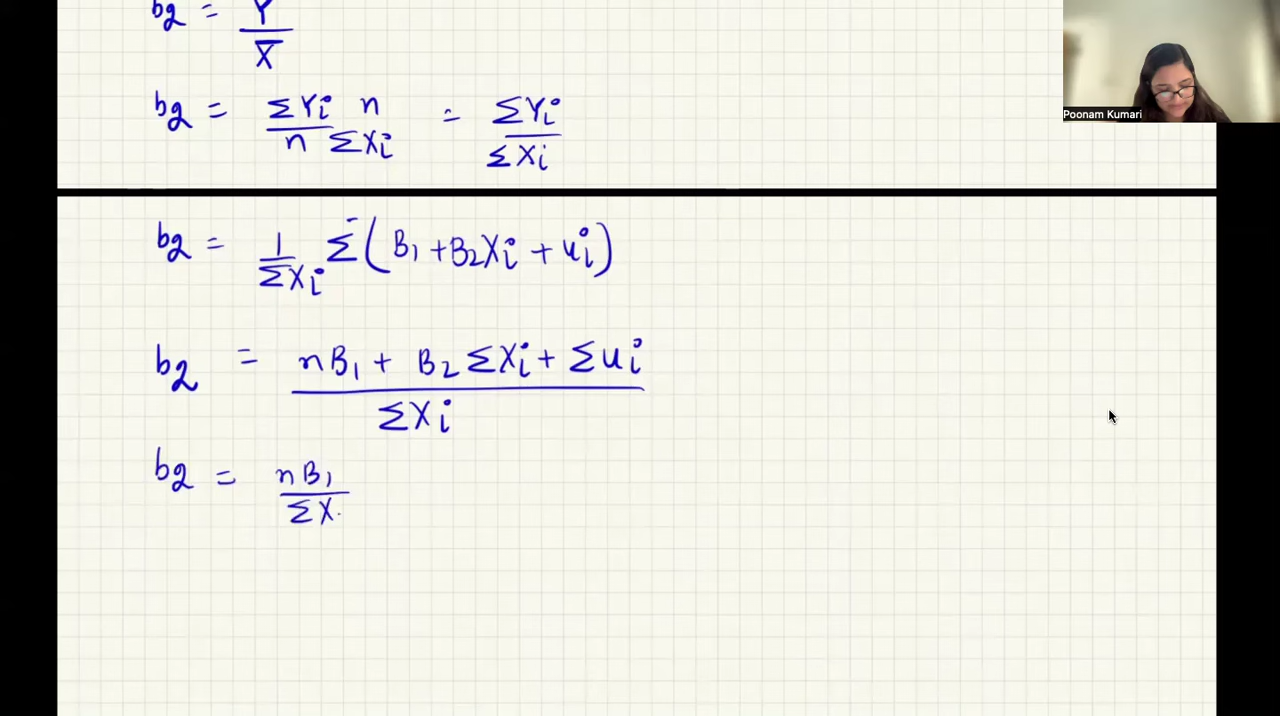 b2 = Y / X̄
Poonam Kumari
b2 = ΣYi / n · n / ΣXi = ΣYi / ΣXi
b2 = 1 / ΣXi Σ(B1 + B2Xi + ui)
b2 = nB1 + B2ΣXi + Σui / ΣXi
b2 = nB1 / ΣX